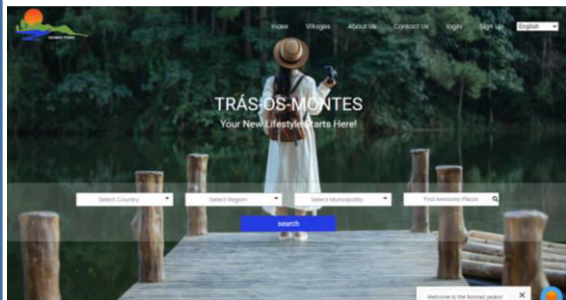 Index Villages About Us Contact Us login Sign Up English
TRÁS-OS-MONTES
Your New Lifestyle Starts Here!
Select Country Select Region Select Municipality Find Awesome Places
search
Welcome to the Nomad peaks!